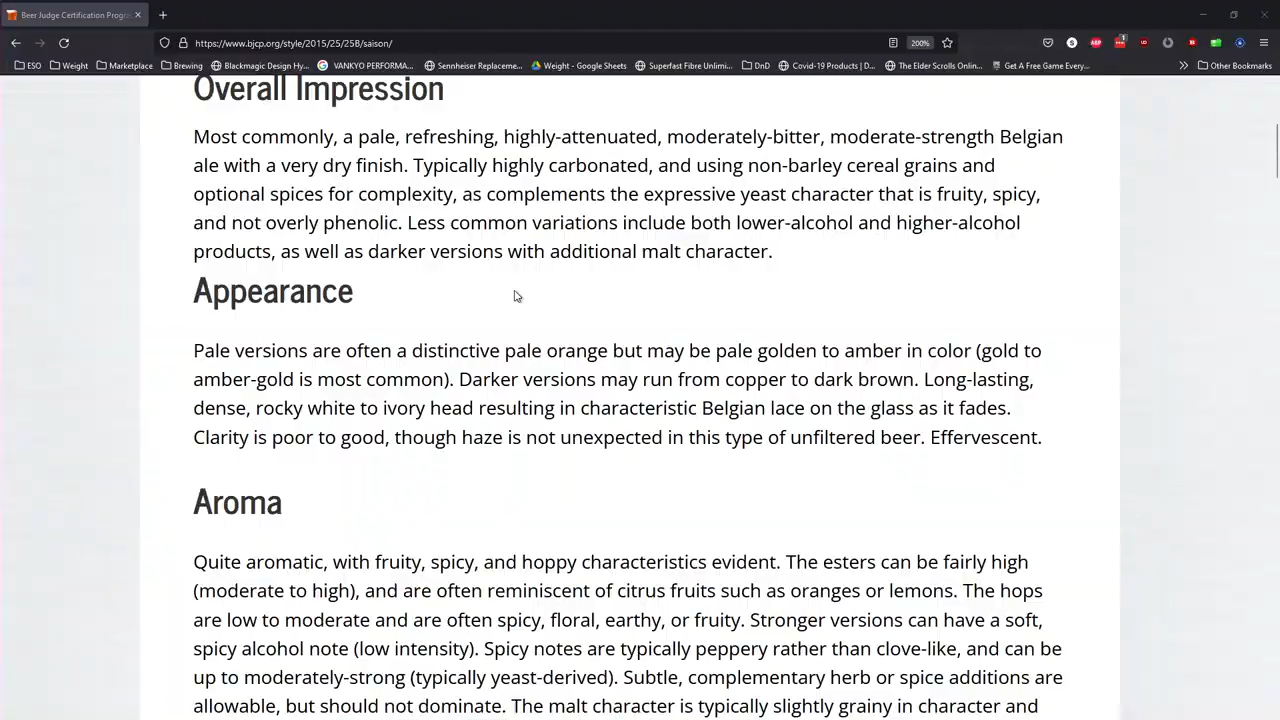 Beer Judge Certification Progra
https://www.bjcp.org/style/2015/25/25B/saison/
200%
ESO Weight Marketplace Brewing Blackmagic Design Hy... VANKYO PERFORMA... Sennheiser Replaceme... Weight - Google Sheets Superfast Fibre Unlimi... DnD Covid-19 Products | D... The Elder Scrolls Onlin... Get A Free Game Every... Other Bookmarks
Overall Impression
Most commonly, a pale, refreshing, highly-attenuated, moderately-bitter, moderate-strength Belgian
ale with a very dry finish. Typically highly carbonated, and using non-barley cereal grains and
optional spices for complexity, as complements the expressive yeast character that is fruity, spicy,
and not overly phenolic. Less common variations include both lower-alcohol and higher-alcohol
products, as well as darker versions with additional malt character.
Appearance
Pale versions are often a distinctive pale orange but may be pale golden to amber in color (gold to
amber-gold is most common). Darker versions may run from copper to dark brown. Long-lasting,
dense, rocky white to ivory head resulting in characteristic Belgian lace on the glass as it fades.
Clarity is poor to good, though haze is not unexpected in this type of unfiltered beer. Effervescent.
Aroma
Quite aromatic, with fruity, spicy, and hoppy characteristics evident. The esters can be fairly high
(moderate to high), and are often reminiscent of citrus fruits such as oranges or lemons. The hops
are low to moderate and are often spicy, floral, earthy, or fruity. Stronger versions can have a soft,
spicy alcohol note (low intensity). Spicy notes are typically peppery rather than clove-like, and can be
up to moderately-strong (typically yeast-derived). Subtle, complementary herb or spice additions are
allowable, but should not dominate. The malt character is typically slightly grainy in character and